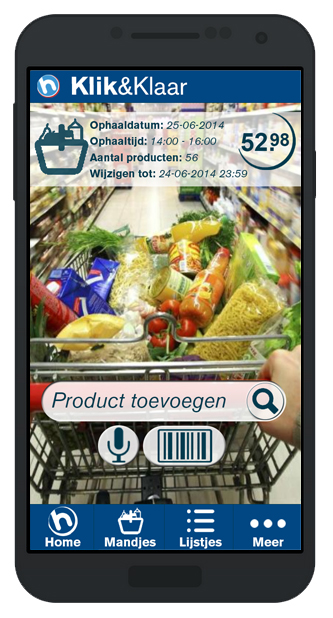 Klik&Klaar
Ophaaldatum: 25-06-2014
Ophaaltijd: 14:00 - 16:00
Aantal producten: 56
Wijzigen tot: 24-06-2014 23:59
52.98
Product toevoegen
Home Mandjes Lijstjes Meer